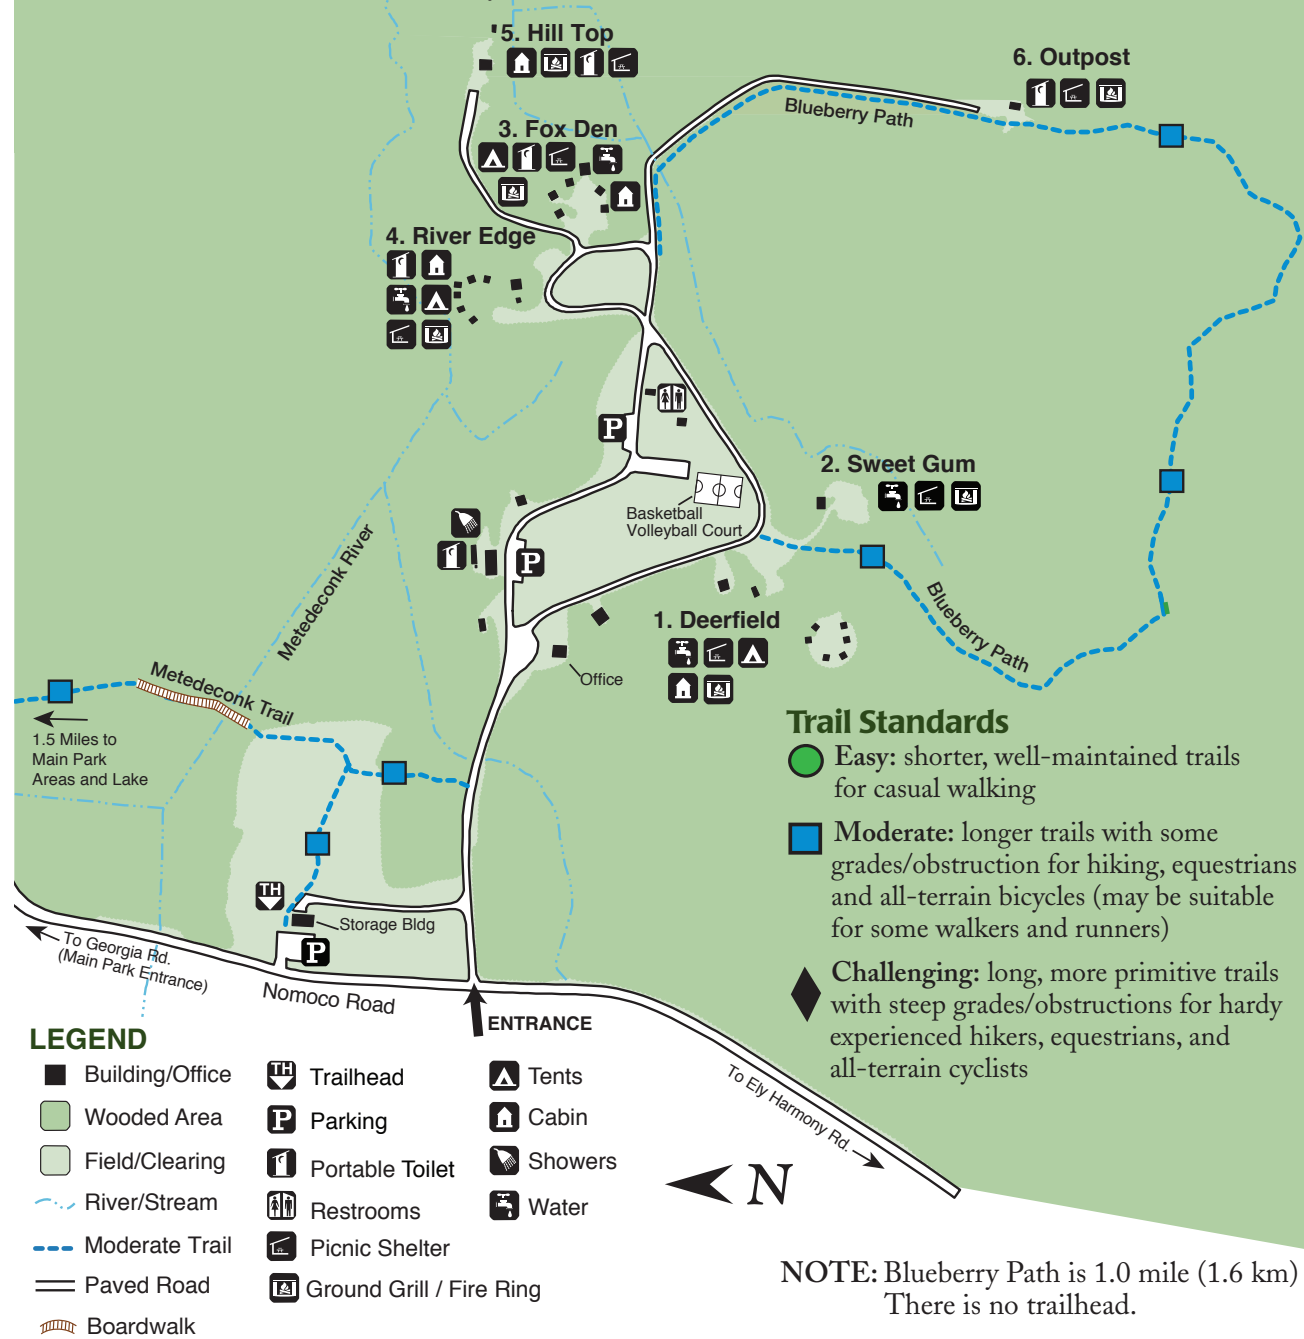 5. Hill Top
6. Outpost
Blueberry Path
3. Fox Den
4. River Edge
P
2. Sweet Gum
Basketball
Volleyball Court
P
Metedeconk River
Blueberry Path
1. Deerfield
Office
Metedeconk Trail
1.5 Miles to
Main Park
Areas and Lake
Trail Standards
Easy: shorter, well-maintained trails
for casual walking
Moderate: longer trails with some
grades/obstruction for hiking, equestrians
and all-terrain bicycles (may be suitable
for some walkers and runners)
Challenging: long, more primitive trails
with steep grades/obstructions for hardy
experienced hikers, equestrians, and
all-terrain cyclists
TH
Storage Bldg
P
To Georgia Rd.
(Main Park Entrance)
Nomoco Road
ENTRANCE
To Ely Harmony Rd.
N
LEGEND
Building/Office
Wooded Area
Field/Clearing
River/Stream
Moderate Trail
Paved Road
Boardwalk
TH Trailhead
P Parking
Portable Toilet
Restrooms
Picnic Shelter
Ground Grill / Fire Ring
Tents
Cabin
Showers
Water
NOTE: Blueberry Path is 1.0 mile (1.6 km)
There is no trailhead.